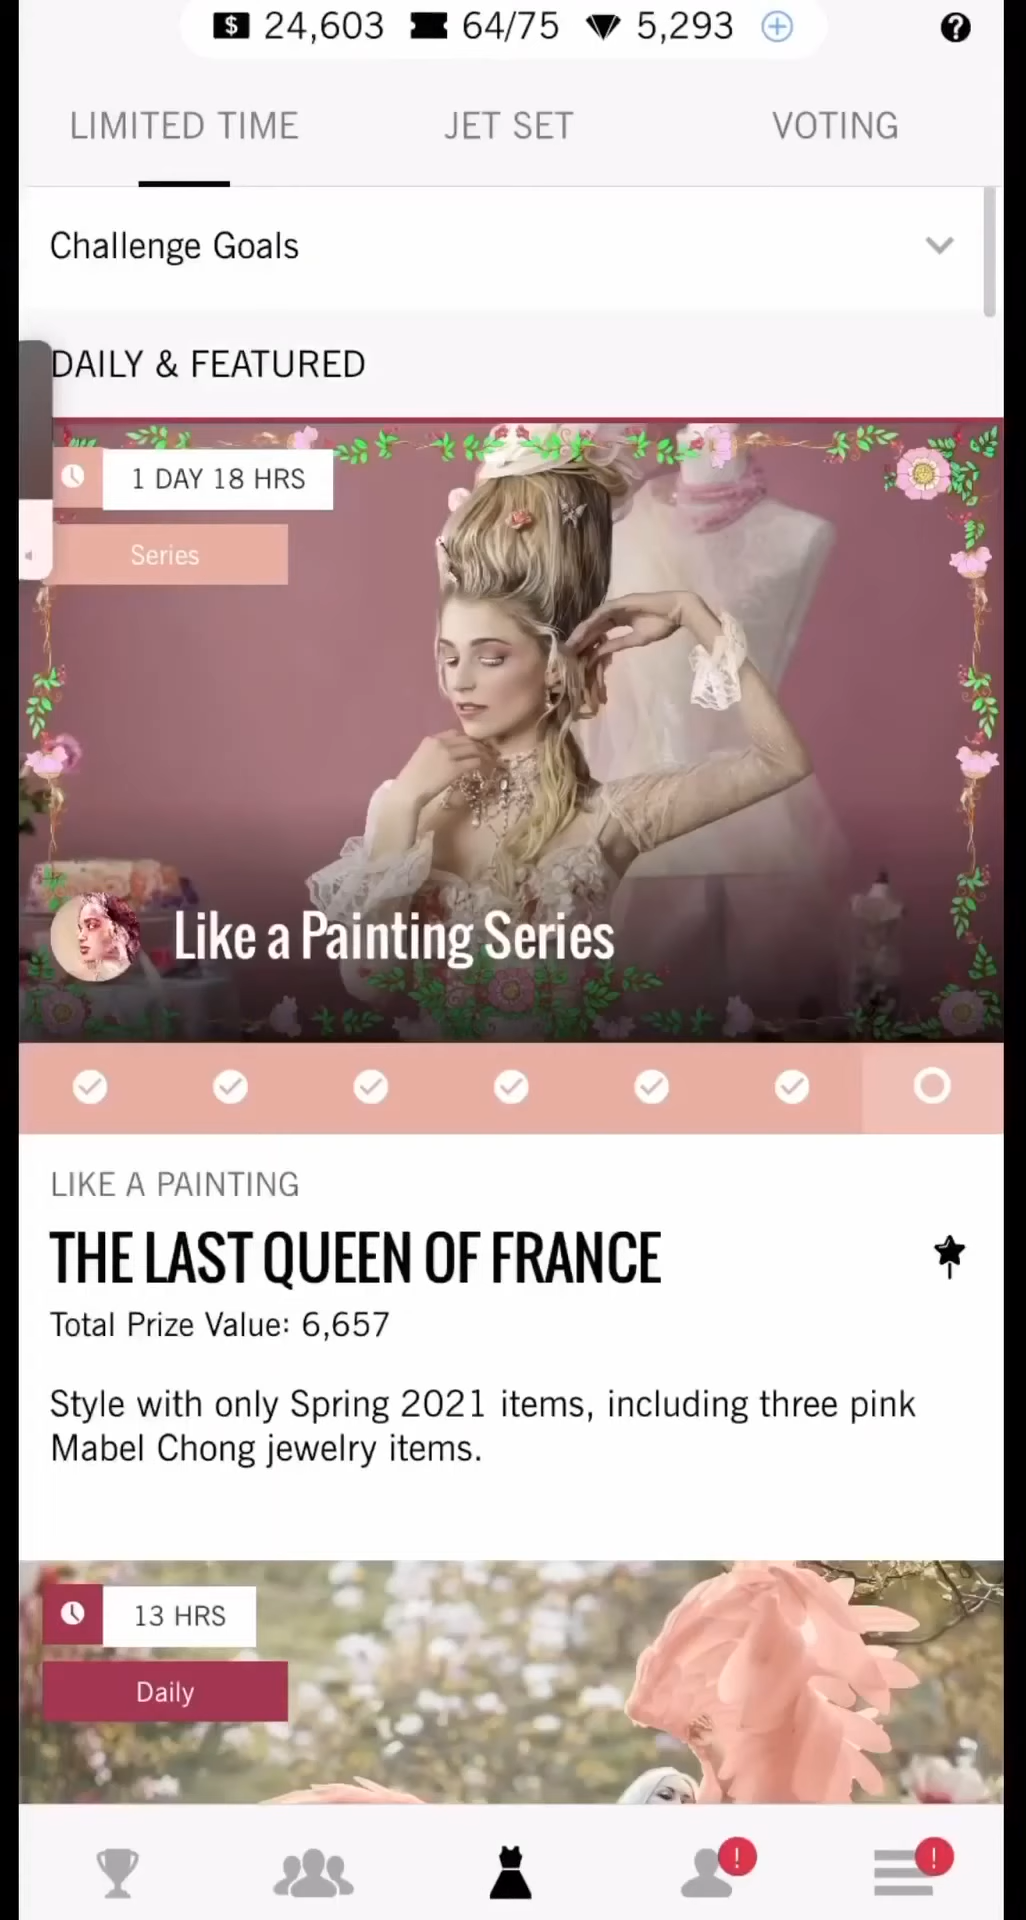 $ 24,603 64/75 5,293 ?
LIMITED TIME JET SET VOTING
Challenge Goals
DAILY & FEATURED
1 DAY 18 HRS
Series
Like a Painting Series
LIKE A PAINTING
THE LAST QUEEN OF FRANCE
Total Prize Value: 6,657
Style with only Spring 2021 items, including three pink
Mabel Chong jewelry items.
13 HRS
Daily
! !